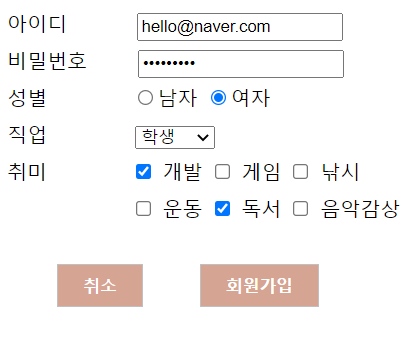 아이디 hello@naver.com
비밀번호 •••••••••
성별 남자 여자
직업 학생
취미 개발 게임 낚시
운동 독서 음악감상
취소 회원가입